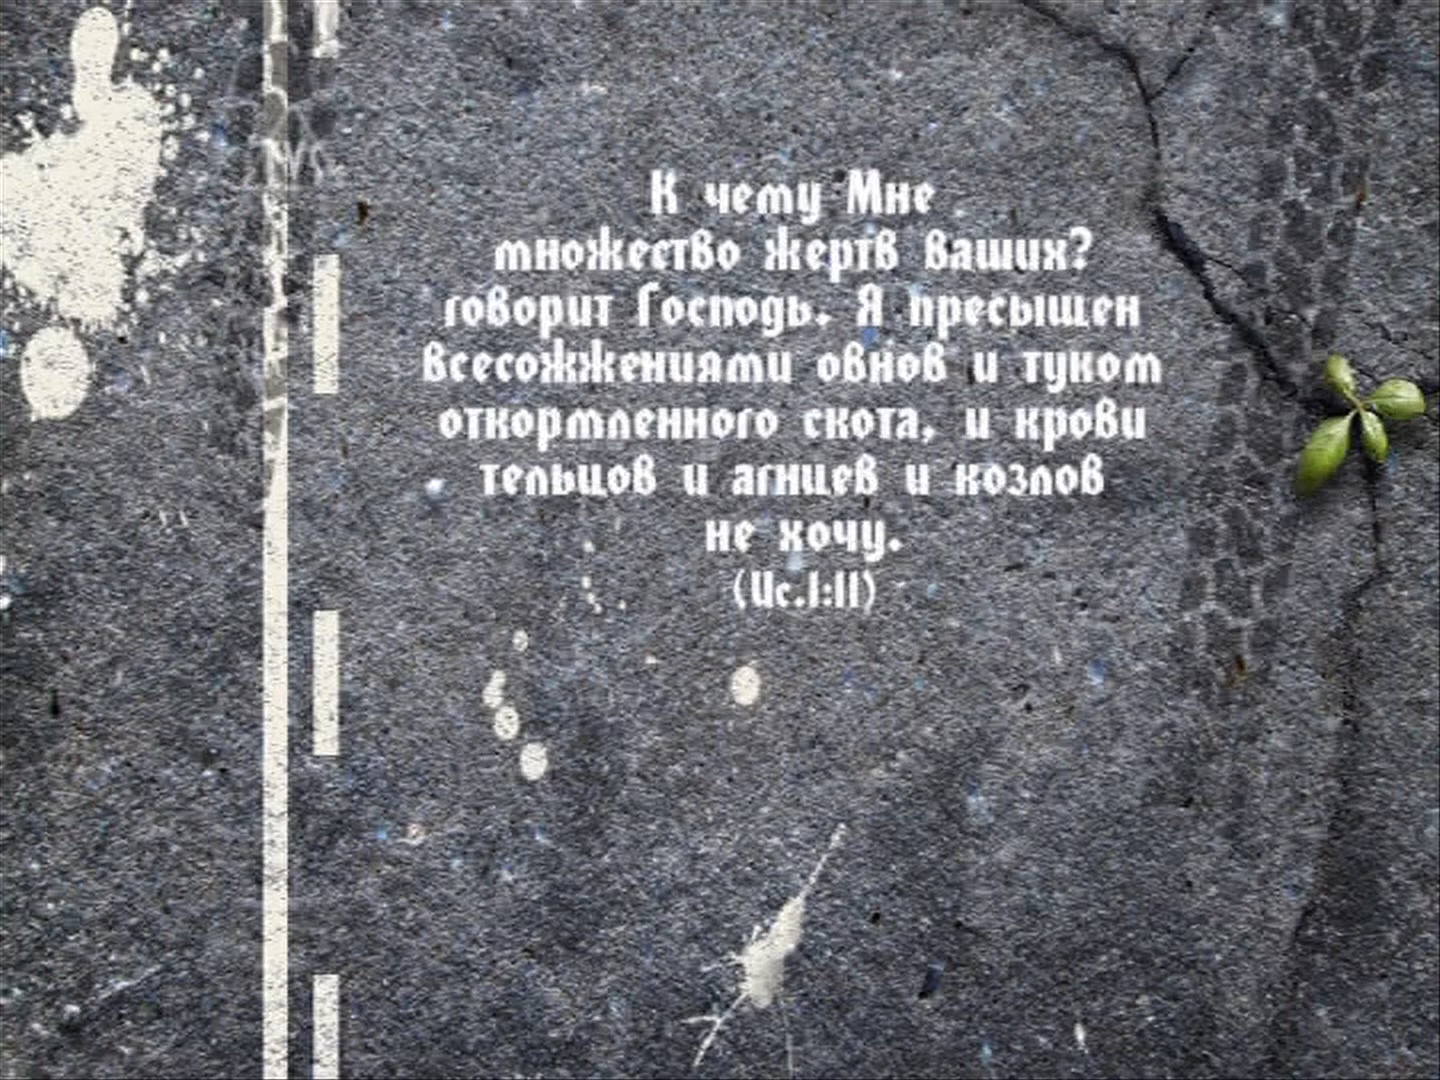 К чему Мне
множество жертв ваших?
говорит Господь. Я пресыщен
всесожжениями овнов и туком
откормленного скота, и крови
тельцов и агнцев и козлов
не хочу.
(Ис.1:11)